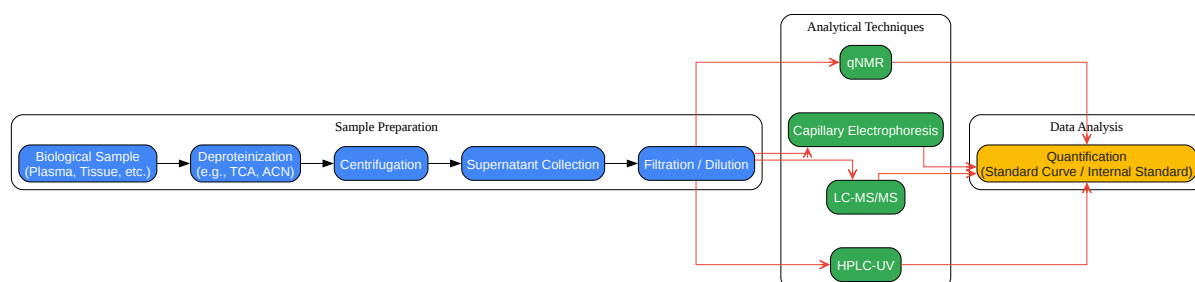 Sample Preparation
Biological Sample
(Plasma, Tissue, etc.)
Deproteinization
(e.g., TCA, ACN)
Centrifugation
Supernatant Collection
Filtration / Dilution
Analytical Techniques
qNMR
Capillary Electrophoresis
LC-MS/MS
HPLC-UV
Data Analysis
Quantification
(Standard Curve / Internal Standard)